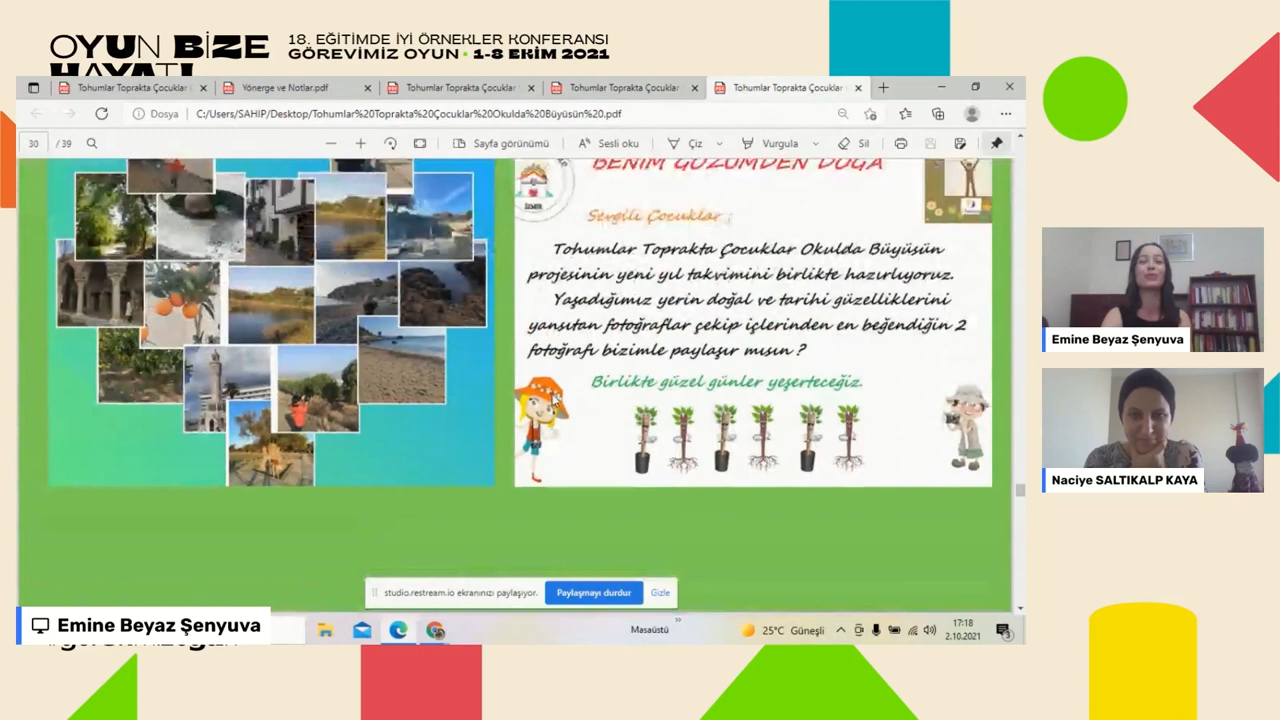 OYUN BİZE
HAYATI
18. EĞİTİMDE İYİ ÖRNEKLER KONFERANSI
GÖREVİMİZ OYUN • 1-8 EKİM 2021
Tohumlar Toprakta Çocuklar
Yönerge ve Notlar.pdf
Tohumlar Toprakta Çocuklar
Tohumlar Toprakta Çocuklar
Tohumlar Toprakta Çocuklar
Dosya
C:/Users/SAHIP/Desktop/Tohumlar%20Toprakta%20Çocuklar%20Okulda%20Büyüsün%20.pdf
30 /39
Sayfa görünümü
Sesli oku
Çiz
Vurgula
Sil
BENİM GÖZÜMDEN DOĞA
Sevgili Çocuklar ;
Tohumlar Toprakta Çocuklar Okulda Büyüsün
projesinin yeni yıl takvimini birlikte hazırlıyoruz.
Yaşadığımız yerin doğal ve tarihi güzelliklerini
yansıtan fotoğraflar çekip içlerinden en beğendiğin 2
fotoğrafı bizimle paylaşır mısın ?
Birlikte güzel günler yeşerteceğiz.
Emine Beyaz Şenyuva
Naciye SALTIKALP KAYA
studio.restream.io ekranınızı paylaşıyor.
Paylaşmayı durdur
Gizle
Emine Beyaz Şenyuva
Masaüstü
25°C Güneşli
17:18
2.10.2021